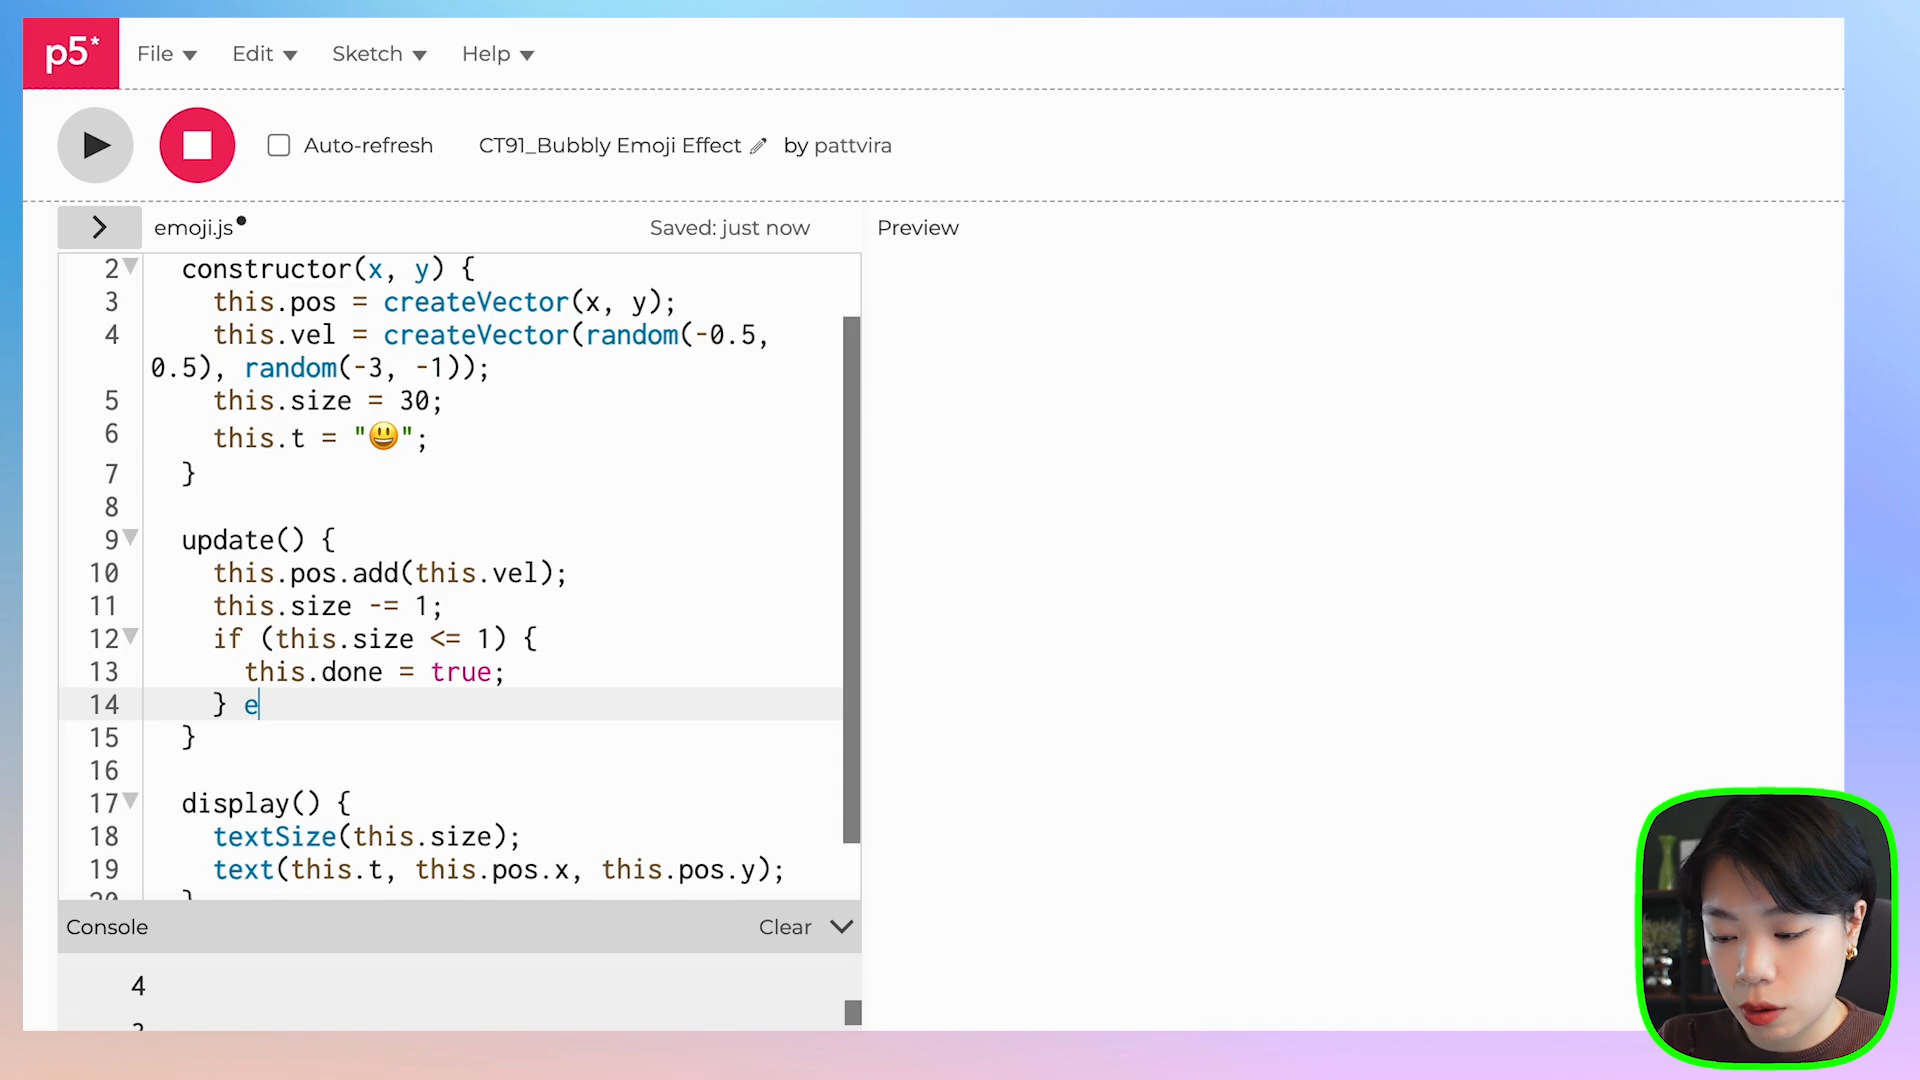 p5*
File
Edit
Sketch
Help
Auto-refresh
CT91_Bubbly Emoji Effect
by pattvira
emoji.js
Saved: just now
Preview
2 constructor(x, y) {
3 this.pos = createVector(x, y);
4 this.vel = createVector(random(-0.5,
0.5), random(-3, -1));
5 this.size = 30;
6 this.t = "😃";
7 }
8
9 update() {
10 this.pos.add(this.vel);
11 this.size -= 1;
12 if (this.size <= 1) {
13 this.done = true;
14 } e
15 }
16
17 display() {
18 textSize(this.size);
19 text(this.t, this.pos.x, this.pos.y);
Console
Clear
4